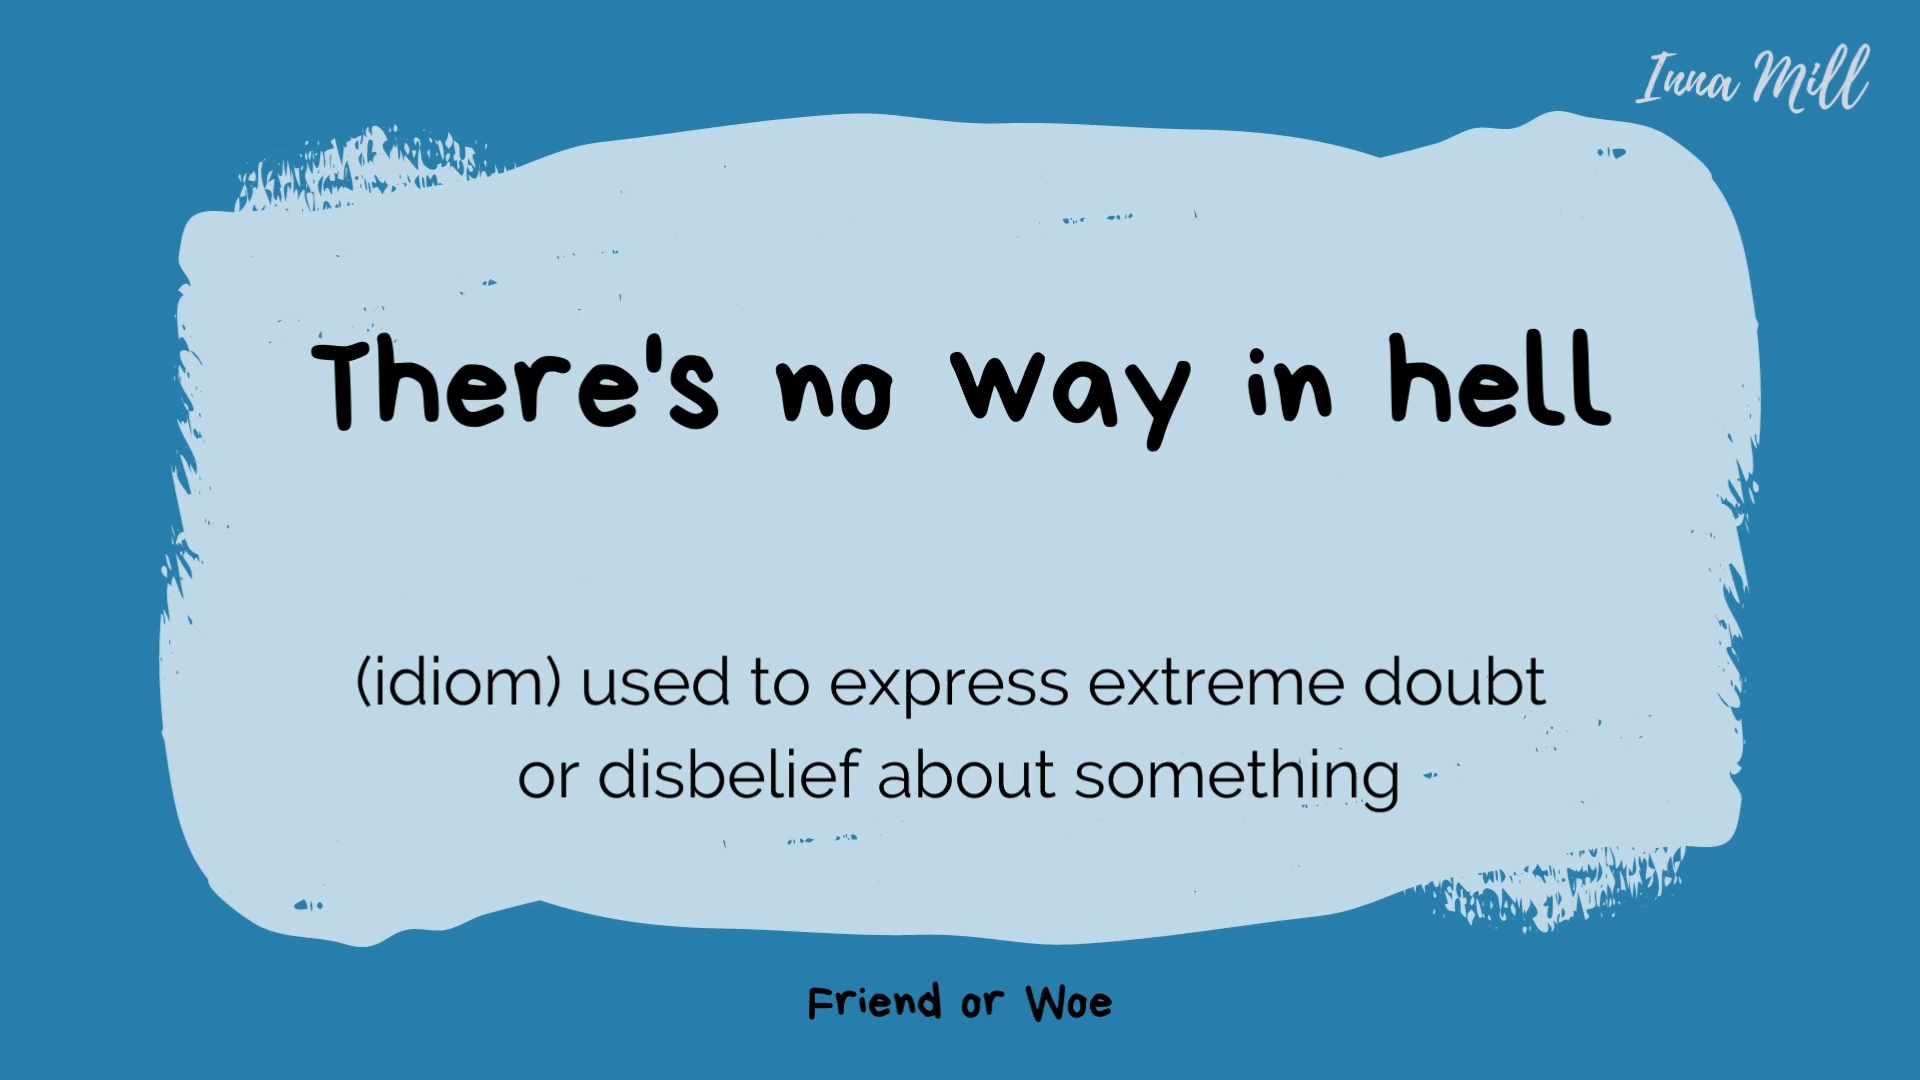 Inna Mill
There's no way in hell
(idiom) used to express extreme doubt
or disbelief about something
Friend or Woe